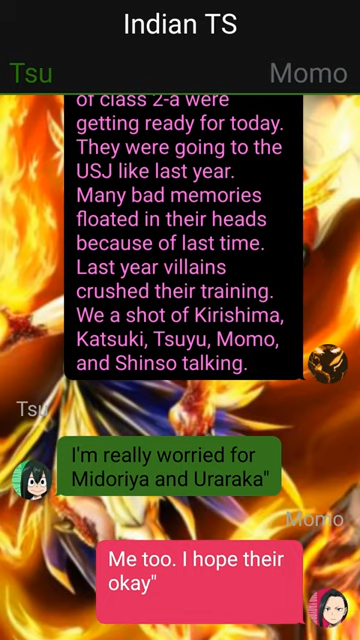 Indian TS
Tsu Momo
of class 2-a were
getting ready for today.
They were going to the
USJ like last year.
Many bad memories
floated in their heads
because of last time.
Last year villains
crushed their training.
We a shot of Kirishima,
Katsuki, Tsuyu, Momo,
and Shinso talking.
Tsu
I'm really worried for
Midoriya and Uraraka"
Momo
Me too. I hope their
okay"